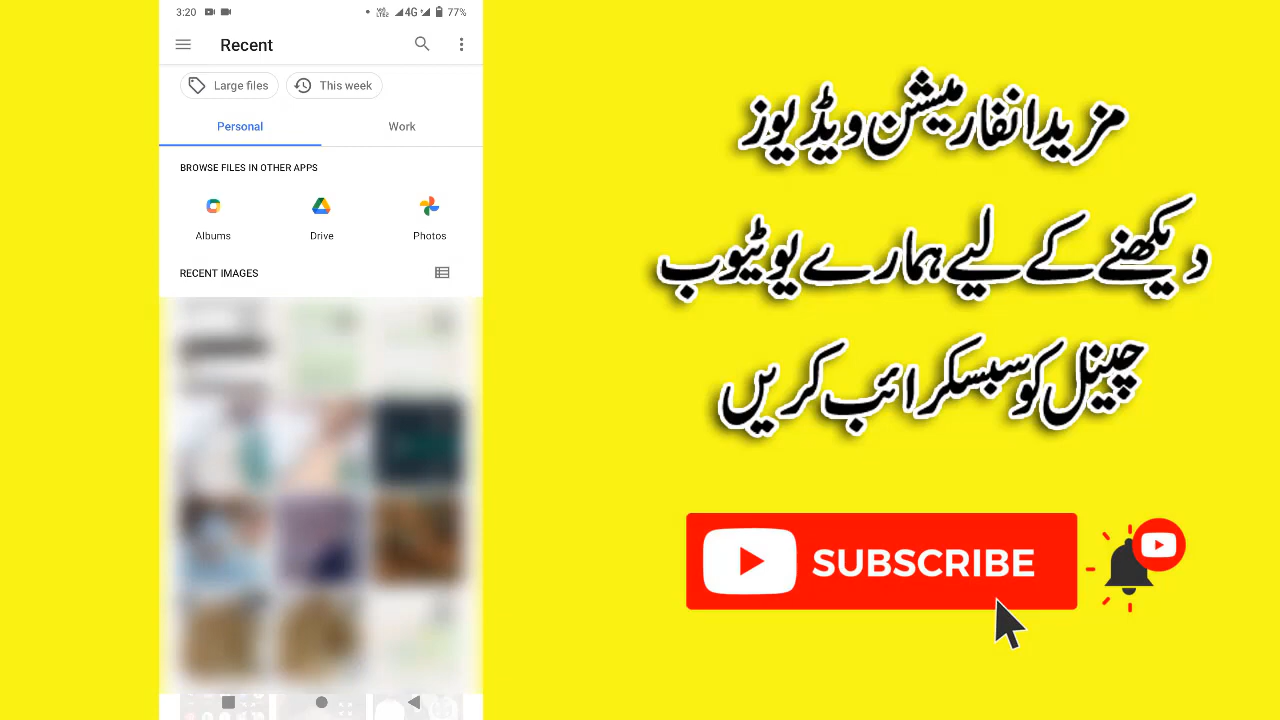 3:20
4G 77%
Recent
Large files
This week
Personal
Work
BROWSE FILES IN OTHER APPS
Albums
Drive
Photos
RECENT IMAGES
مزید انفارمیشن ویڈیوز
دیکھنے کے لیے ہمارے یوٹیوب
چینل کو سبسکرائب کریں
SUBSCRIBE